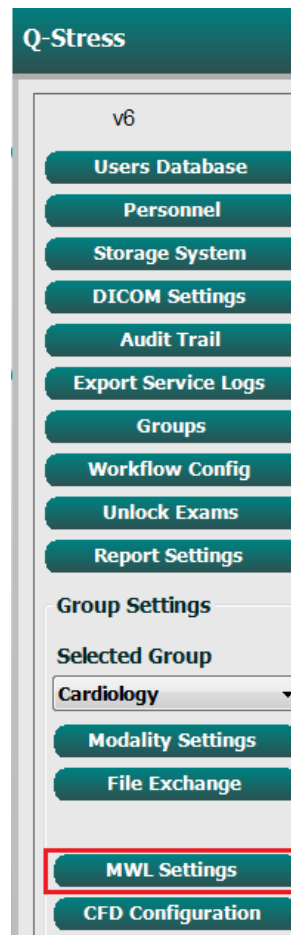 Q-Stress
v6
Users Database
Personnel
Storage System
DICOM Settings
Audit Trail
Export Service Logs
Groups
Workflow Config
Unlock Exams
Report Settings
Group Settings
Selected Group
Cardiology
Modality Settings
File Exchange
MWL Settings
CFD Configuration